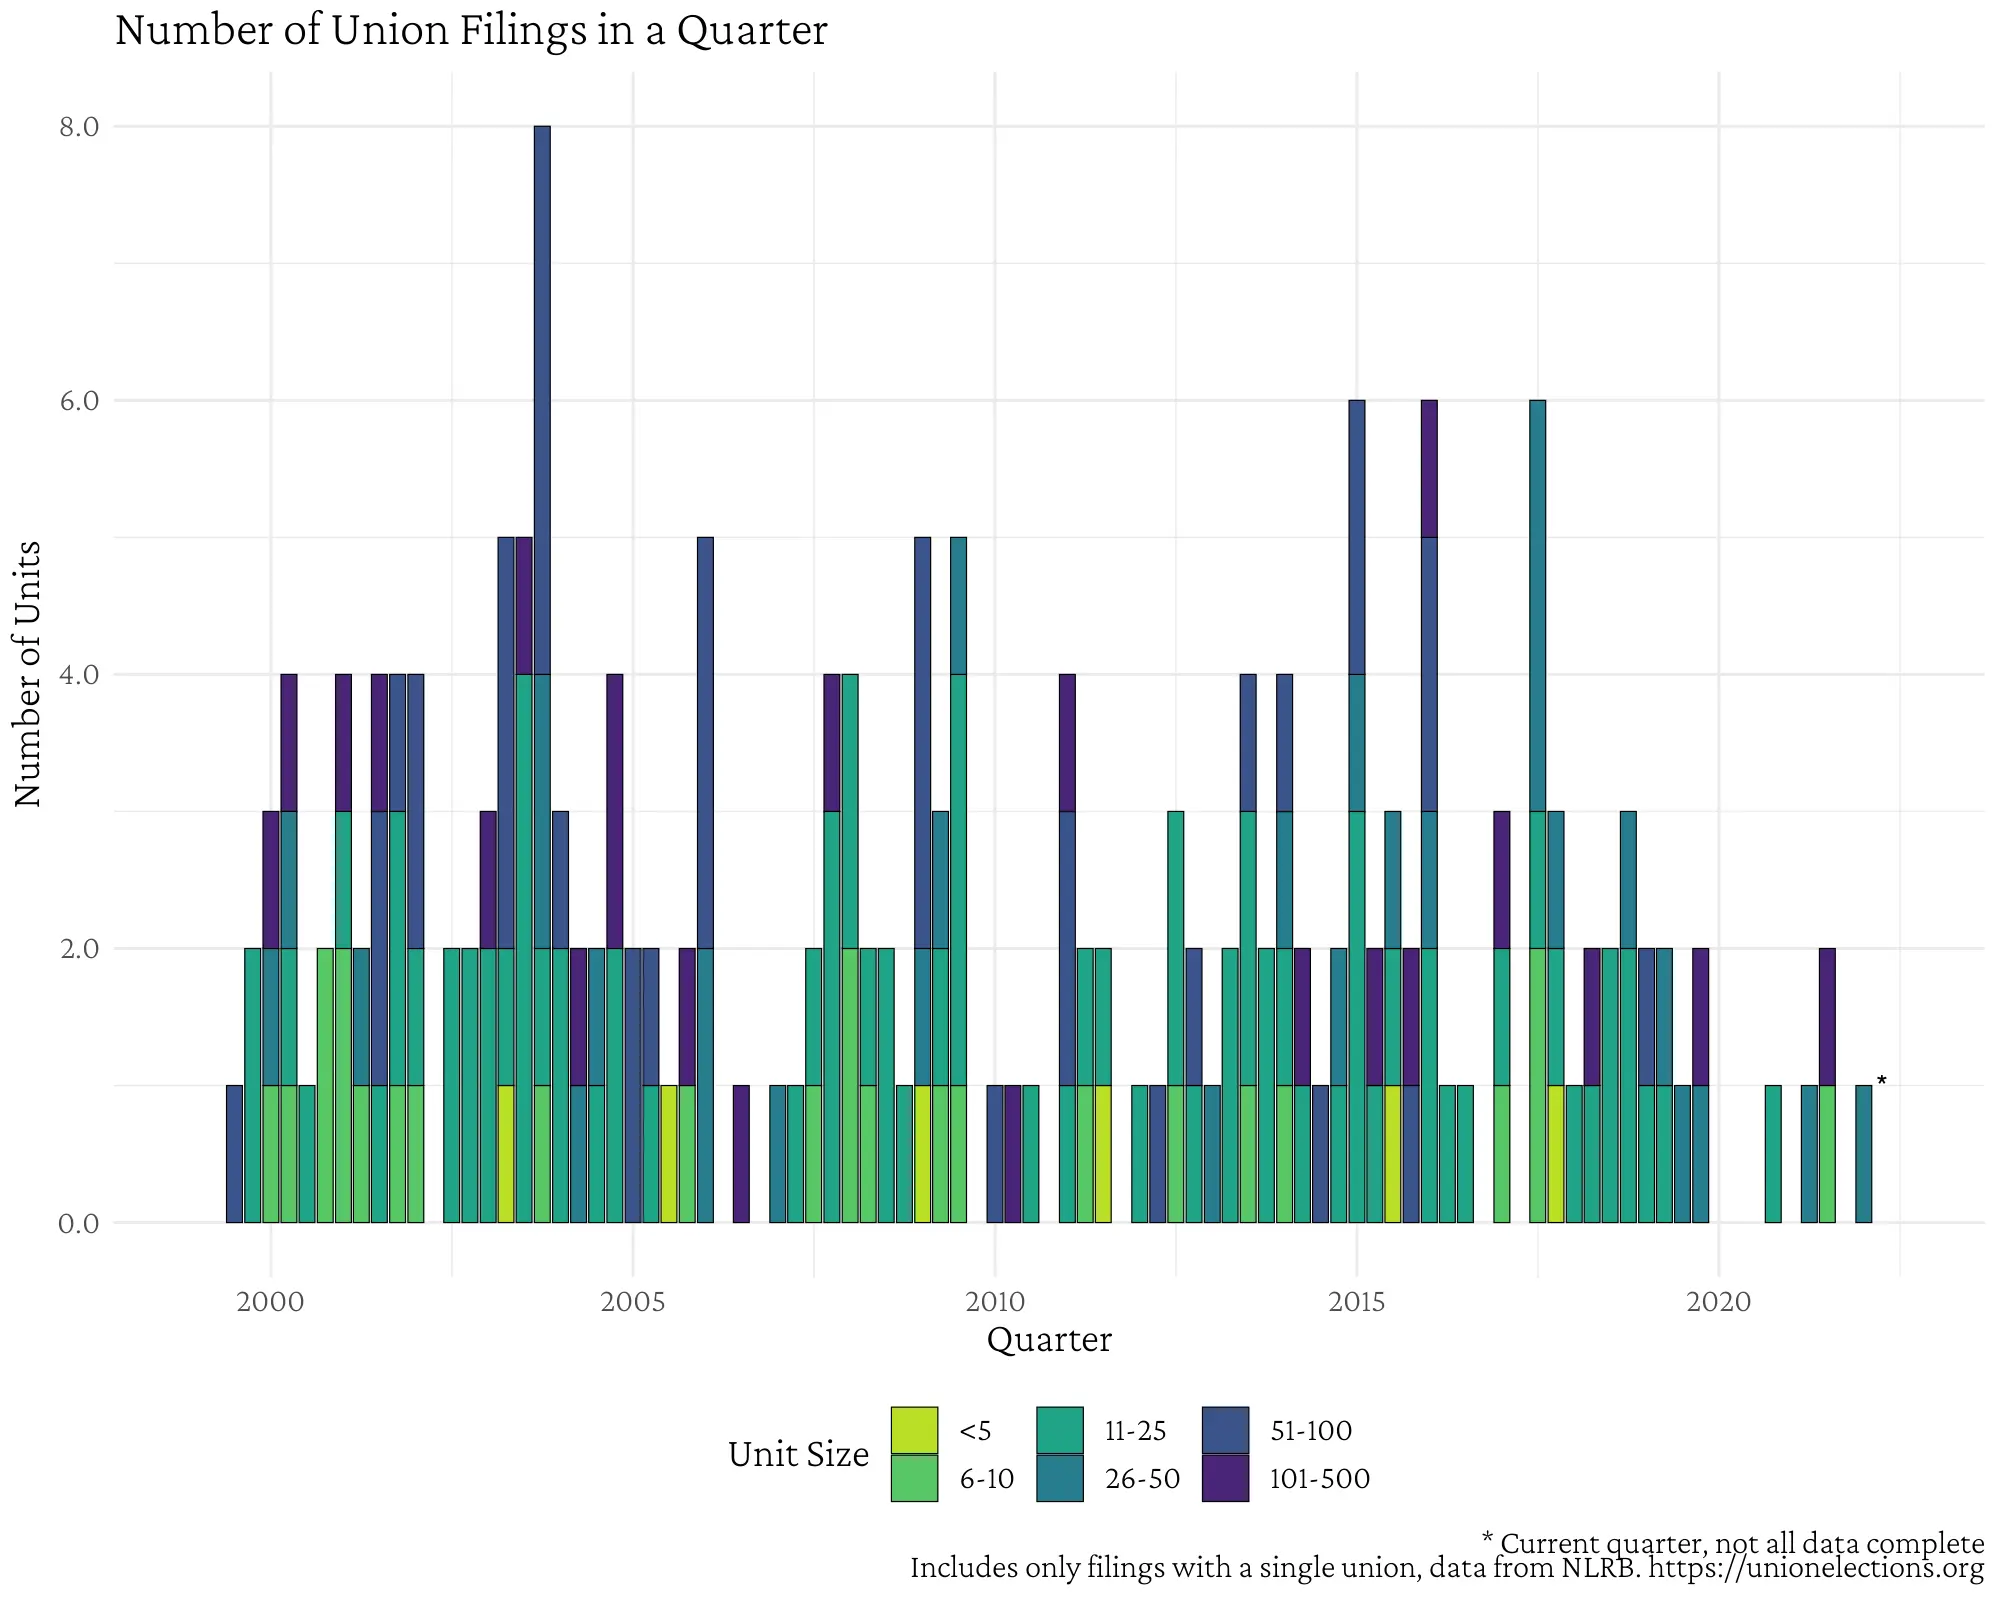 Number of Union Filings in a Quarter
Number of Units
8.0
6.0
4.0
2.0
0.0
*
2000 2005 2010 2015 2020
Quarter
Unit Size
<5 11-25 51-100
6-10 26-50 101-500
* Current quarter, not all data complete
Includes only filings with a single union, data from NLRB. https://unionelections.org